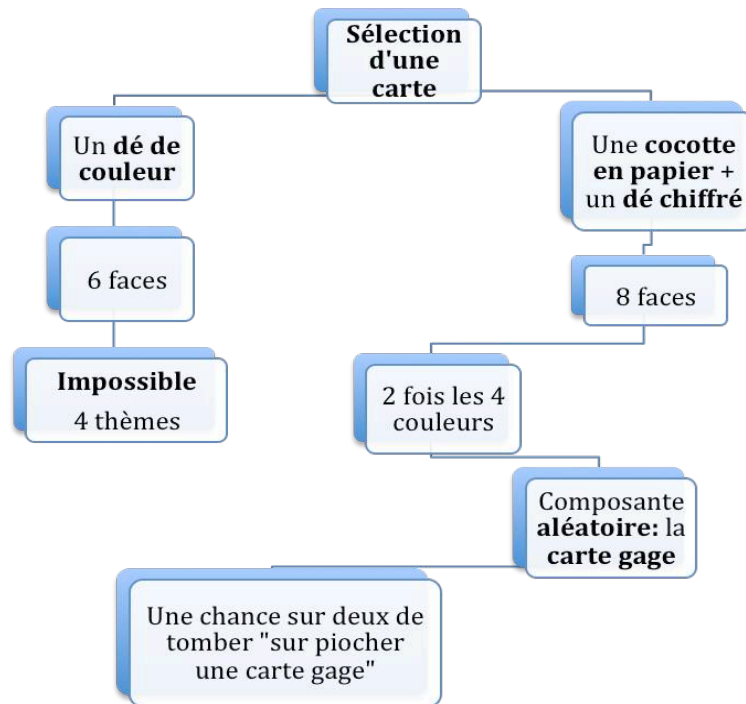 Sélection
d'une
carte
Un dé de
couleur
6 faces
Impossible
4 thèmes
Une cocotte
en papier +
un dé chiffré
8 faces
2 fois les 4
couleurs
Composante
aléatoire: la
carte gage
Une chance sur deux de
tomber "sur piocher
une carte gage"